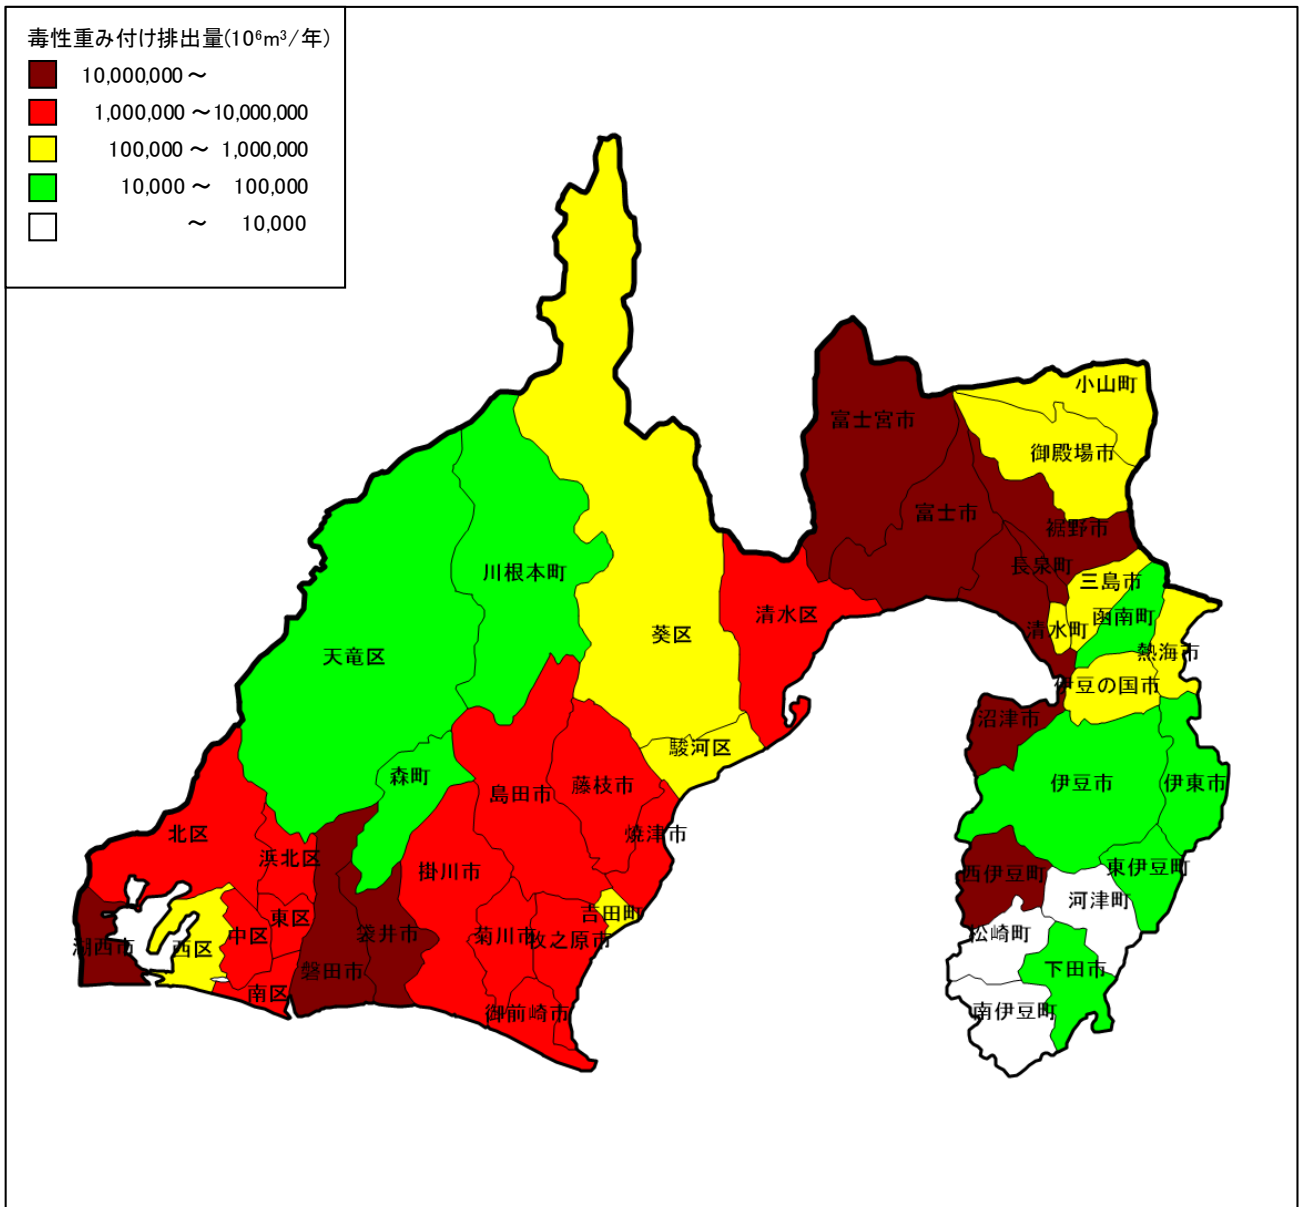 毒性重み付け排出量(10⁶m³/年)
10,000,000～
1,000,000 ～10,000,000
100,000～ 1,000,000
10,000～ 100,000
～ 10,000
小山町
富士宮市
御殿場市
富士市
裾野市
長泉町
川根本町
三島市
清水区
函南町
葵区
清水町
天竜区
熱海市
伊豆の国市
沼津市
駿河区
森町
伊豆市
伊東市
藤枝市
島田市
北区
焼津市
浜北区
掛川市
東伊豆町
西伊豆町
河津町
吉田町
東区
中区
袋井市
菊川市
牧之原市
松崎町
湖西市
西区
磐田市
下田市
南区
御前崎市
南伊豆町